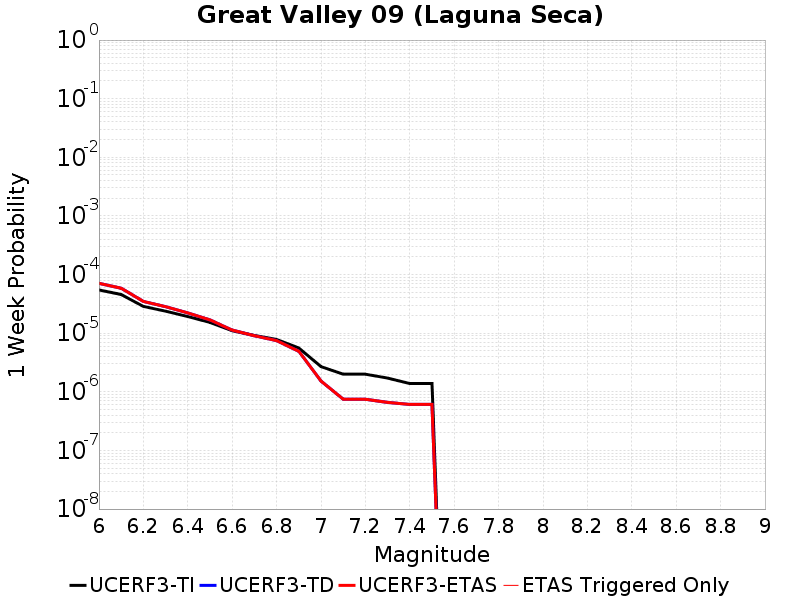 Great Valley 09 (Laguna Seca)
1 Week Probability
10^0
10^-1
10^-2
10^-3
10^-4
10^-5
10^-6
10^-7
10^-8
6 6.2 6.4 6.6 6.8 7 7.2 7.4 7.6 7.8 8 8.2 8.4 8.6 8.8 9
Magnitude
UCERF3-TI UCERF3-TD UCERF3-ETAS ETAS Triggered Only